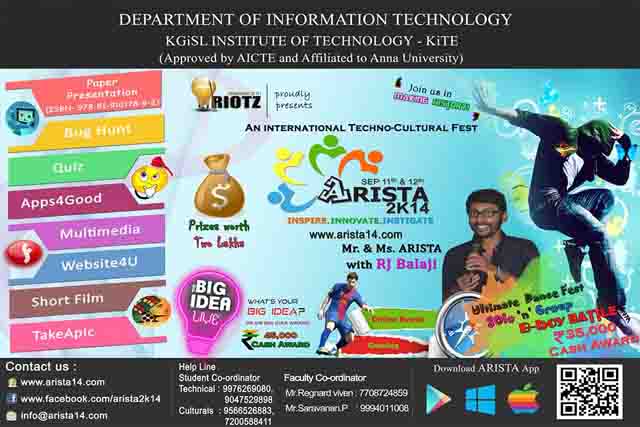 DEPARTMENT OF INFORMATION TECHNOLOGY
KGiSL INSTITUTE OF TECHNOLOGY - KiTE
(Approved by AICTE and Affiliated to Anna University)
Paper
Presentation
Bug Hunt
Quiz
Apps4Good
Multimedia
Website4U
Short Film
TakeApic
RIOTZ
proudly
presents
Join us in
MAKING HISTORY!
AN INTERNATIONAL TECHNO-CULTURAL FEST
SEP 11th & 12th
ARISTA
2K14
INSPIRE.INNOVATE.INSTIGATE
www.arista14.com
Mr. & Ms. ARISTA
with RJ Balaji
$
Prizes worth
Two Lakhs
THE BIG
IDEA
LIVE
WHAT'S YOUR
BIG IDEA?
CASH AWARD
Online Events
Gaming
Ultimate Dance Fest
Solo 'n' Group
B-Boy BATTLE
₹35,000
CASH AWARD
Contact us :
www.arista14.com
www.facebook.com/arista2k14
info@arista14.com
Help Line
Student Co-ordinator
Technical : 9976269080,
9047529898
Culturals : 9566526883,
7200588411
Faculty Co-ordinator
Mr.Regnard viven : 7708724859
Mr.Saravanan.P : 9994011008
Download ARISTA App